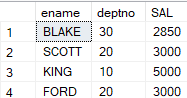 ename deptno SAL
1 BLAKE 30 2850
2 SCOTT 20 3000
3 KING 10 5000
4 FORD 20 3000